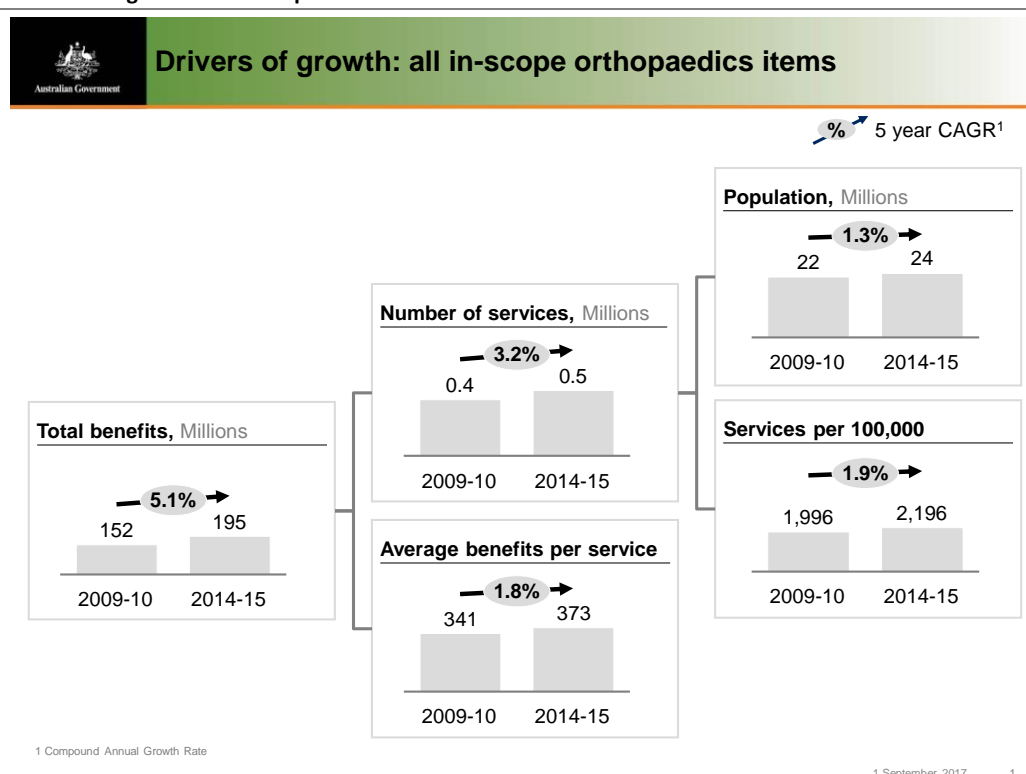 Australian Government
Drivers of growth: all in-scope orthopaedics items
% 5 year CAGR1
Population, Millions
1.3%
22 24
2009-10 2014-15
Number of services, Millions
3.2%
0.4 0.5
2009-10 2014-15
Total benefits, Millions
5.1%
152 195
2009-10 2014-15
Services per 100,000
1.9%
1,996 2,196
2009-10 2014-15
Average benefits per service
1.8%
341 373
2009-10 2014-15
1 Compound Annual Growth Rate
1 September 2017 1